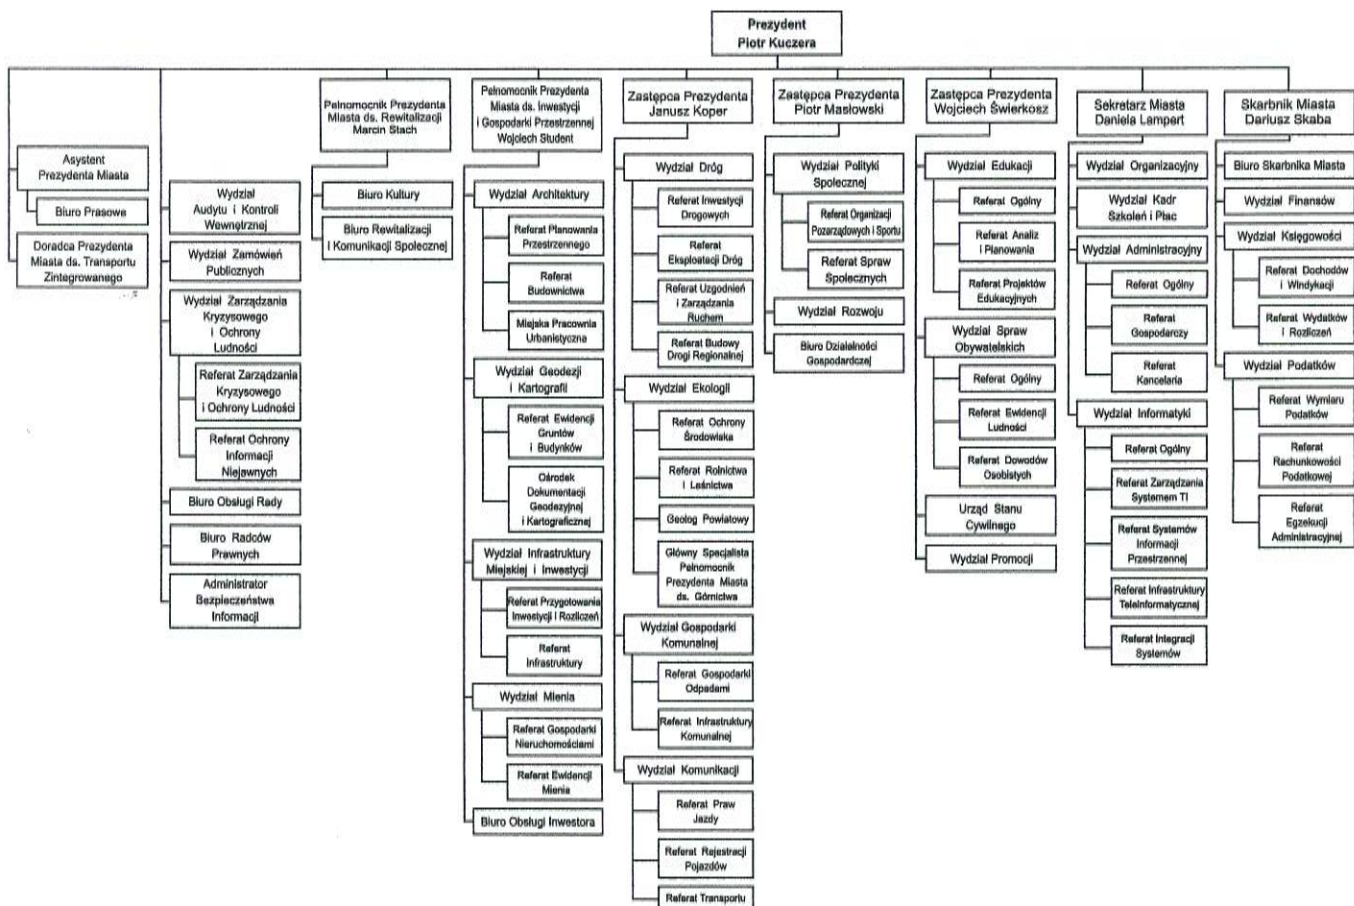 Prezydent
Piotr Kuczera
Asystent
Prezydenta Miasta
Biuro Prasowe
Doradca Prezydenta
Miasta ds. Transportu
Zintegrowanego
Wydział
Audytu i Kontroli
Wewnętrznej
Wydział Zamówień
Publicznych
Wydział Zarządzania
Kryzysowego
i Ochrony
Ludności
Referat Zarządzania
Kryzysowego
i Ochrony Ludności
Referat Ochrony
Informacji
Niejawnych
Biuro Obsługi Rady
Biuro Radców
Prawnych
Administrator
Bezpieczeństwa
Informacji
Pełnomocnik Prezydenta
Miasta ds. Rewitalizacji
Marcin Stach
Biuro Kultury
Biuro Rewitalizacji
i Komunikacji Społecznej
Pełnomocnik Prezydenta
Miasta ds. Inwestycji
i Gospodarki Przestrzennej
Wojciech Student
Wydział Architektury
Referat Planowania
Przestrzennego
Referat
Budownictwa
Miejska Pracownia
Urbanistyczna
Wydział Geodezji
i Kartografii
Referat Ewidencji
Gruntów
i Budynków
Ośrodek
Dokumentacji
Geodezyjnej
i Kartograficznej
Wydział Infrastruktury
Miejskiej i Inwestycji
Referat Przygotowania
Inwestycji i Rozliczeń
Referat
Infrastruktury
Wydział Mienia
Referat Gospodarki
Nieruchomościami
Referat Ewidencji
Mienia
Biuro Obsługi Inwestora
Zastępca Prezydenta
Janusz Koper
Wydział Dróg
Referat Inwestycji
Drogowych
Referat
Eksploatacji Dróg
Referat Uzgodnień
i Zarządzania
Ruchem
Referat Budowy
Drogi Regionalnej
Wydział Ekologii
Referat Ochrony
Środowiska
Referat Rolnictwa
i Leśnictwa
Geolog Powiatowy
Główny Specjalista
Pełnomocnik
Prezydenta Miasta
ds. Górnictwa
Wydział Gospodarki
Komunalnej
Referat Gospodarki
Odpadami
Referat Infrastruktury
Komunalnej
Wydział Komunikacji
Referat Praw
Jazdy
Referat Rejestracji
Pojazdów
Referat Transportu
Zastępca Prezydenta
Piotr Masłowski
Wydział Polityki
Społecznej
Referat Organizacji
Pozarządowych i Sportu
Referat Spraw
Społecznych
Wydział Rozwoju
Biuro Działalności
Gospodardczej
Zastępca Prezydenta
Wojciech Świerkosz
Wydział Edukacji
Referat Ogólny
Referat Analiz
i Planowania
Referat Projektów
Edukacyjnych
Wydział Spraw
Obywatelskich
Referat Ogólny
Referat Ewidencji
Ludności
Referat Dowodów
Osobistych
Urząd Stanu
Cywilnego
Wydział Promocji
Sekretarz Miasta
Daniela Lampert
Wydział Organizacyjny
Wydział Kadr
Szkoleń i Płac
Wydział Administracyjny
Referat Ogólny
Referat
Gospodarczy
Referat
Kancelaria
Wydział Informatyki
Referat Ogólny
Referat Zarządzania
Systemem TI
Referat Systemów
Informacji
Przestrzennej
Referat Infrastruktury
Teleinformatycznej
Referat Integracji
Systemów
Skarbnik Miasta
Dariusz Skaba
Biuro Skarbnika Miasta
Wydział Finansów
Wydział Księgowości
Referat Dochodów
i Windykacji
Referat Wydatków
i Rozliczeń
Wydział Podatków
Referat Wymiaru
Podatków
Referat
Rachunkowości
Podatkowej
Referat
Egzekucji
Administracyjnej